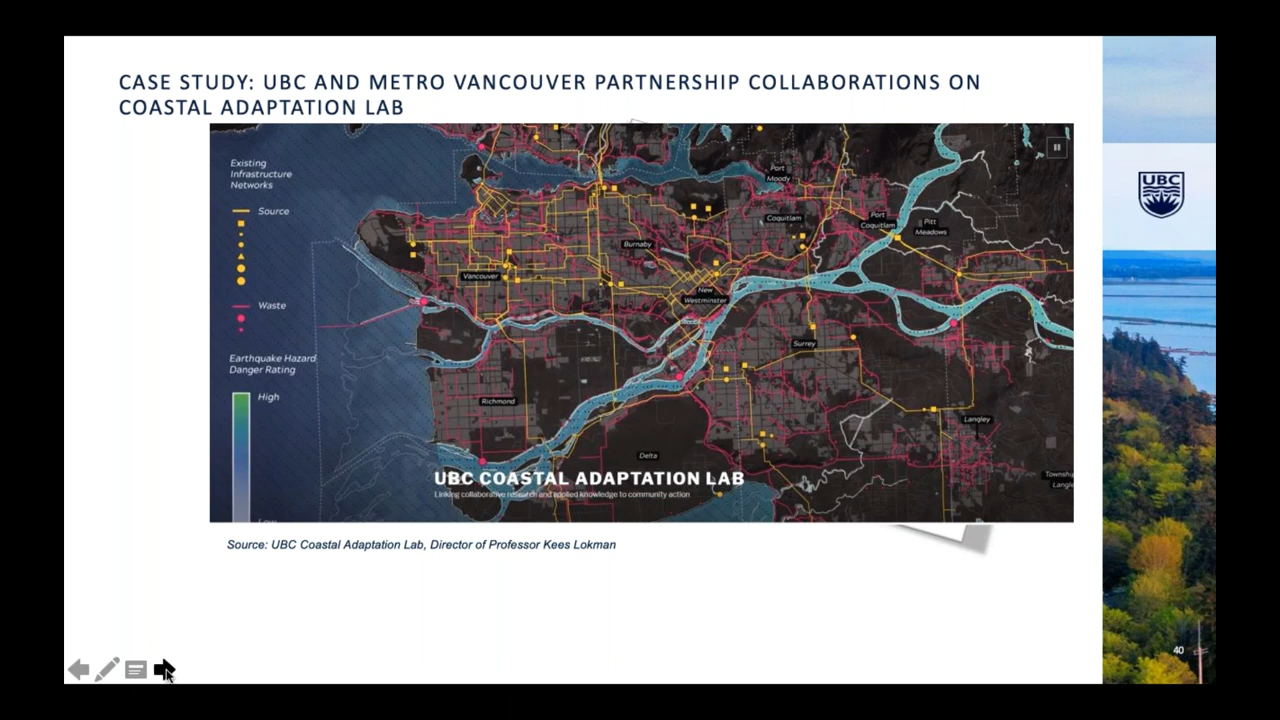 CASE STUDY: UBC AND METRO VANCOUVER PARTNERSHIP COLLABORATIONS ON
COASTAL ADAPTATION LAB
Existing
Infrastructure
Networks
Source
Waste
Earthquake Hazard
Danger Rating
High
Low
Port
Moody
Coquitlam
Port
Coquitlam
Pitt
Meadows
Burnaby
Vancouver
New
Westminster
Surrey
Richmond
Langley
Delta
Township
Langley
UBC COASTAL ADAPTATION LAB
Linking collaborative research and applied knowledge to community action
Source: UBC Coastal Adaptation Lab, Director of Professor Kees Lokman
UBC
40